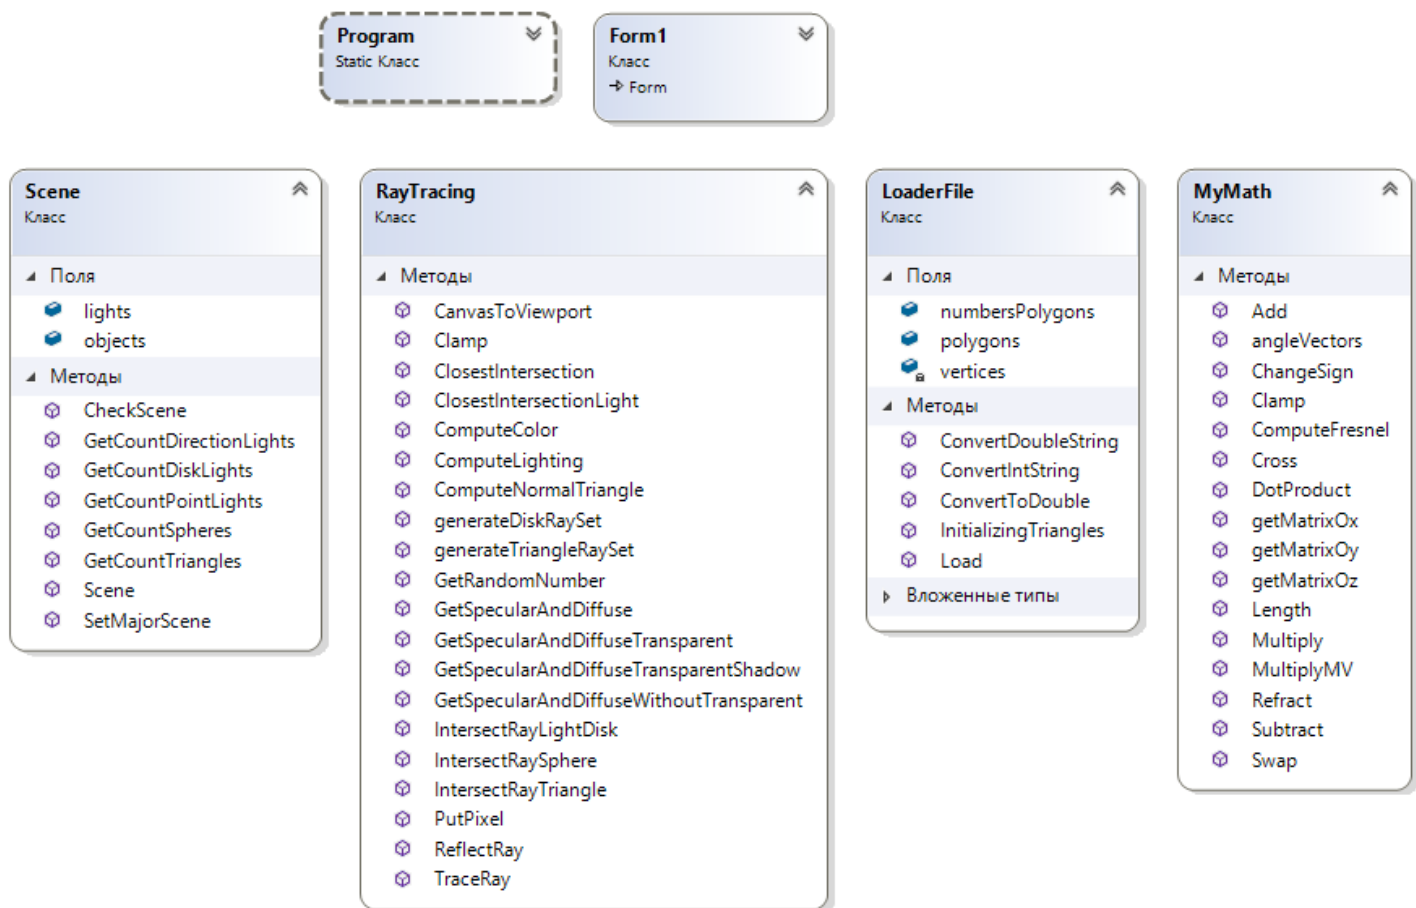 Program
Static Класс
Form1
Класс
Form
Scene
Класс
Поля
lights
objects
Методы
CheckScene
GetCountDirectionLights
GetCountDiskLights
GetCountPointLights
GetCountSpheres
GetCountTriangles
Scene
SetMajorScene
RayTracing
Класс
Методы
CanvasToViewport
Clamp
ClosestIntersection
ClosestIntersectionLight
ComputeColor
ComputeLighting
ComputeNormalTriangle
generateDiskRaySet
generateTriangleRaySet
GetRandomNumber
GetSpecularAndDiffuse
GetSpecularAndDiffuseTransparent
GetSpecularAndDiffuseTransparentShadow
GetSpecularAndDiffuseWithoutTransparent
IntersectRayLightDisk
IntersectRaySphere
IntersectRayTriangle
PutPixel
ReflectRay
TraceRay
LoaderFile
Класс
Поля
numbersPolygons
polygons
vertices
Методы
ConvertDoubleString
ConvertIntString
ConvertToDouble
InitializingTriangles
Load
Вложенные типы
MyMath
Класс
Методы
Add
angleVectors
ChangeSign
Clamp
ComputeFresnel
Cross
DotProduct
getMatrixOx
getMatrixOy
getMatrixOz
Length
Multiply
MultiplyMV
Refract
Subtract
Swap